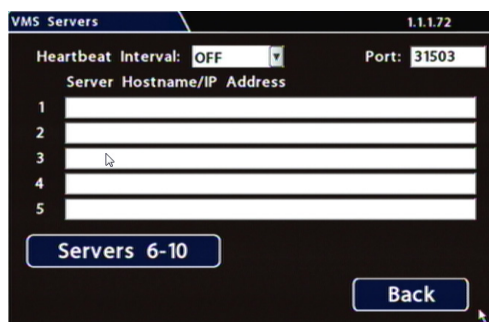 VMS Servers 1.1.1.72
Heartbeat Interval: OFF Port: 31503
Server Hostname/IP Address
1
2
3
4
5
Servers 6-10
Back